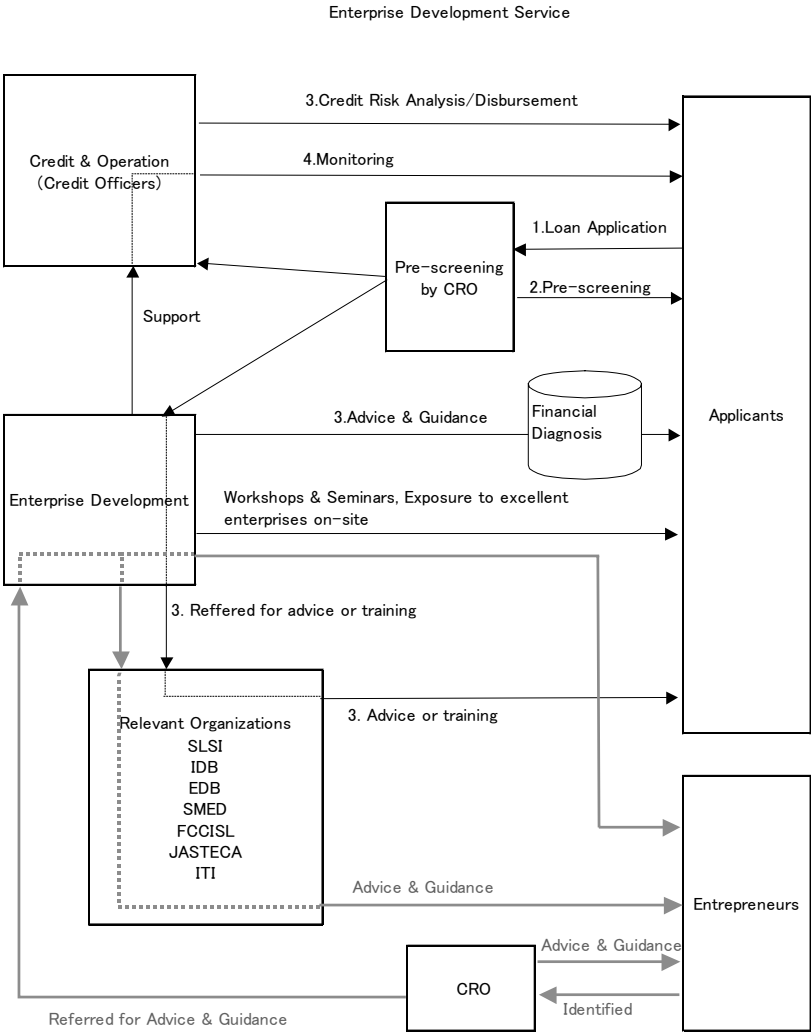 Enterprise Development Service
3.Credit Risk Analysis/Disbursement
Credit & Operation
(Credit Officers)
4.Monitoring
1.Loan Application
Pre-screening
by CRO
2.Pre-screening
Support
3.Advice & Guidance
Financial
Diagnosis
Applicants
Enterprise Development
Workshops & Seminars, Exposure to excellent
enterprises on-site
3. Reffered for advice or training
Relevant Organizations
SLSI
IDB
EDB
SMED
FCCISL
JASTECA
ITI
3. Advice or training
Advice & Guidance
Entrepreneurs
Advice & Guidance
CRO
Identified
Referred for Advice & Guidance